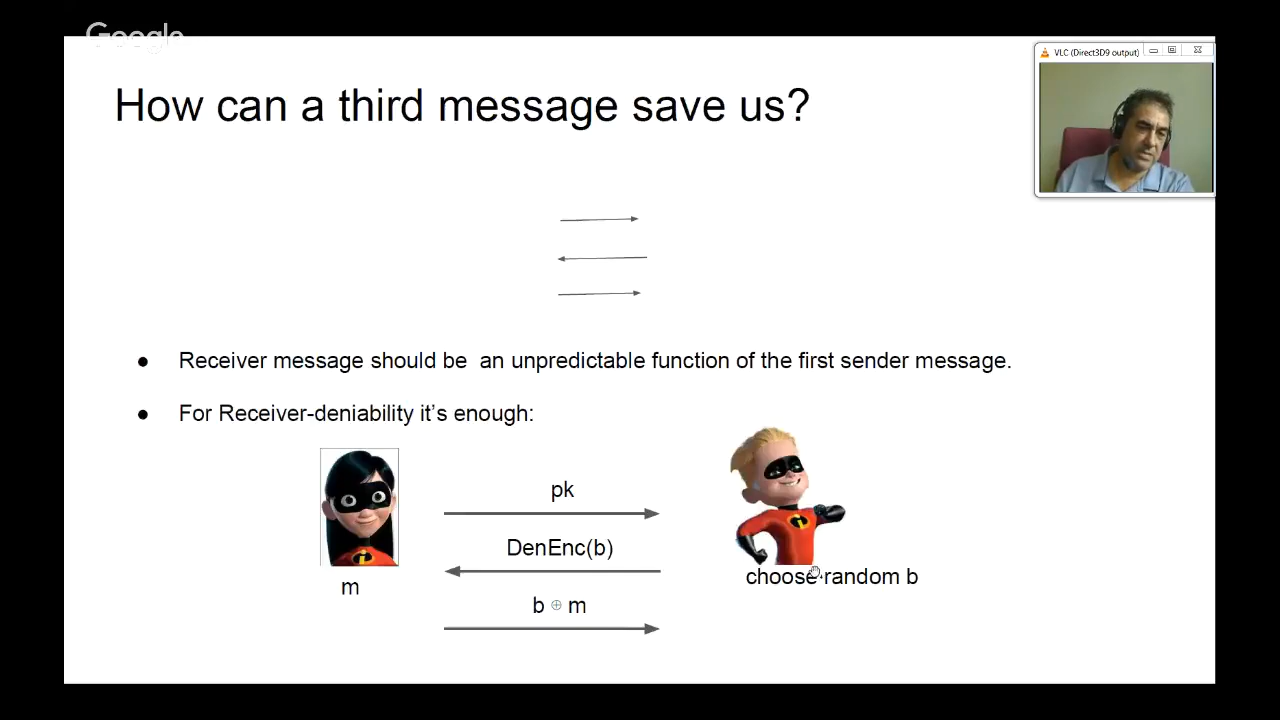 Google
VLC (Direct3D9 output)
How can a third message save us?
● Receiver message should be an unpredictable function of the first sender message.
● For Receiver-deniability it's enough:
pk
DenEnc(b)
choose random b
m
b ⊕ m